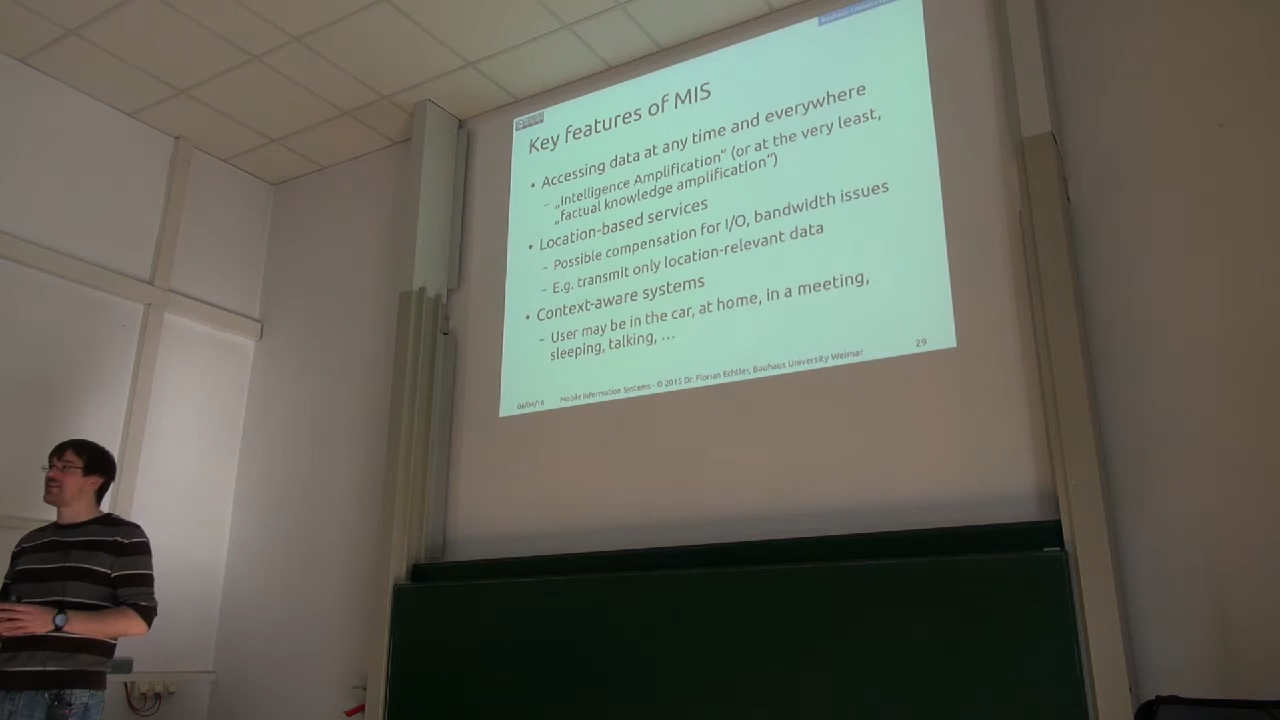 Bauhaus-Univers
Key features of MIS
• Accessing data at any time and everywhere
– „Intelligence Amplification“ (or at the very least,
„factual knowledge amplification“)
• Location-based services
– Possible compensation for I/O, bandwidth issues
– E.g. transmit only location-relevant data
• Context-aware systems
– User may be in the car, at home, in a meeting,
sleeping, talking, …
06/04/16 Mobile Information Systems - © 2015 Dr. Florian Echtler, Bauhaus University Weimar 29